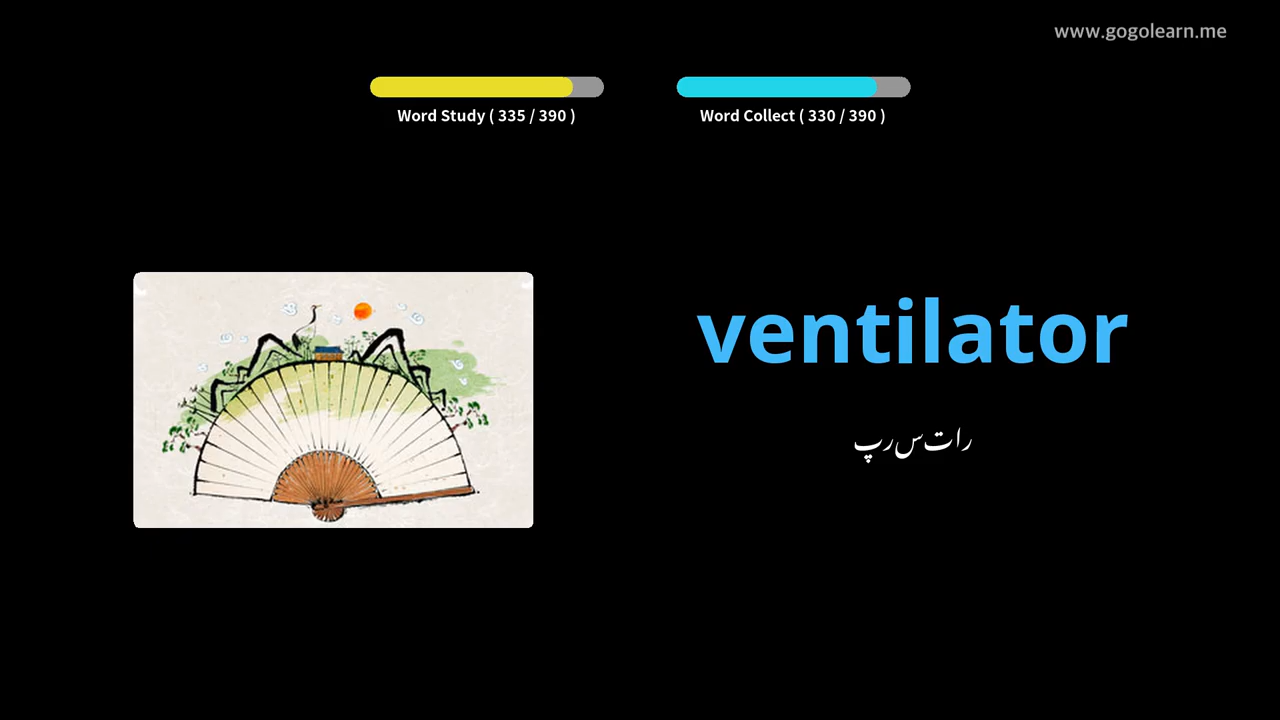 www.gogolearn.me
Word Study ( 335 / 390 )
Word Collect ( 330 / 390 )
ventilator
رات‌س‌رپ